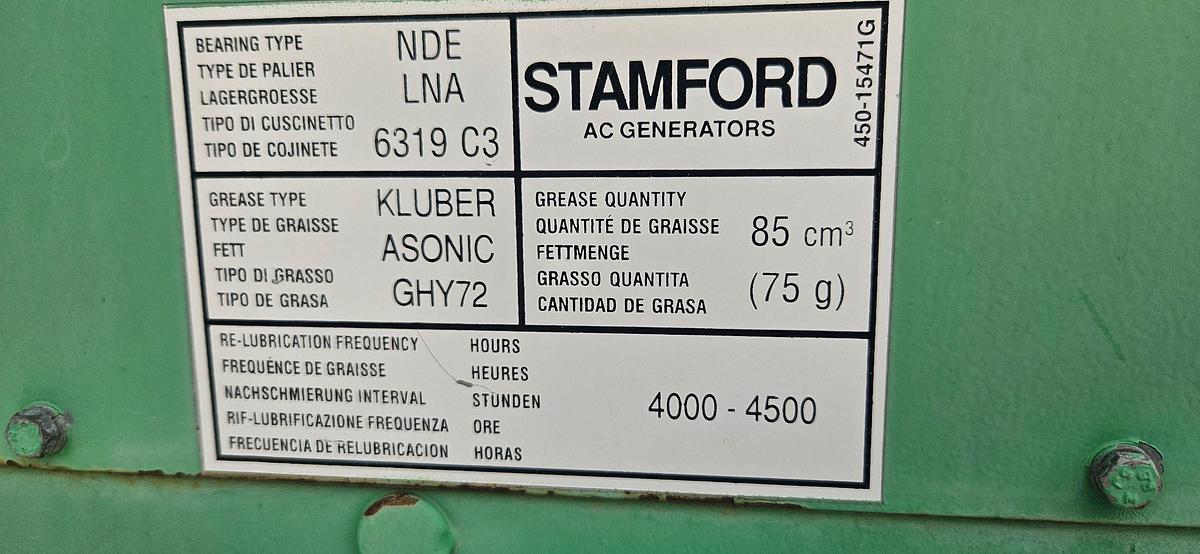 BEARING TYPE
TYPE DE PALIER
LAGERGROESSE
TIPO DI CUSCINETTO
TIPO DE COJINETE
NDE
LNA
6319 C3
STAMFORD
AC GENERATORS
450-15471G
GREASE TYPE
TYPE DE GRAISSE
FETT
TIPO DI GRASSO
TIPO DE GRASA
KLUBER
ASONIC
GHY72
GREASE QUANTITY
QUANTITÉ DE GRAISSE
FETTMENGE
GRASSO QUANTITA
CANTIDAD DE GRASA
85 cm³
(75 g)
RE-LUBRICATION FREQUENCY
FREQUÉNCE DE GRAISSE
NACHSCHMIERUNG INTERVAL
RIF-LUBRIFICAZIONE FREQUENZA
FRECUENCIA DE RELUBRICACION
HOURS
HEURES
STUNDEN
ORE
HORAS
4000 - 4500